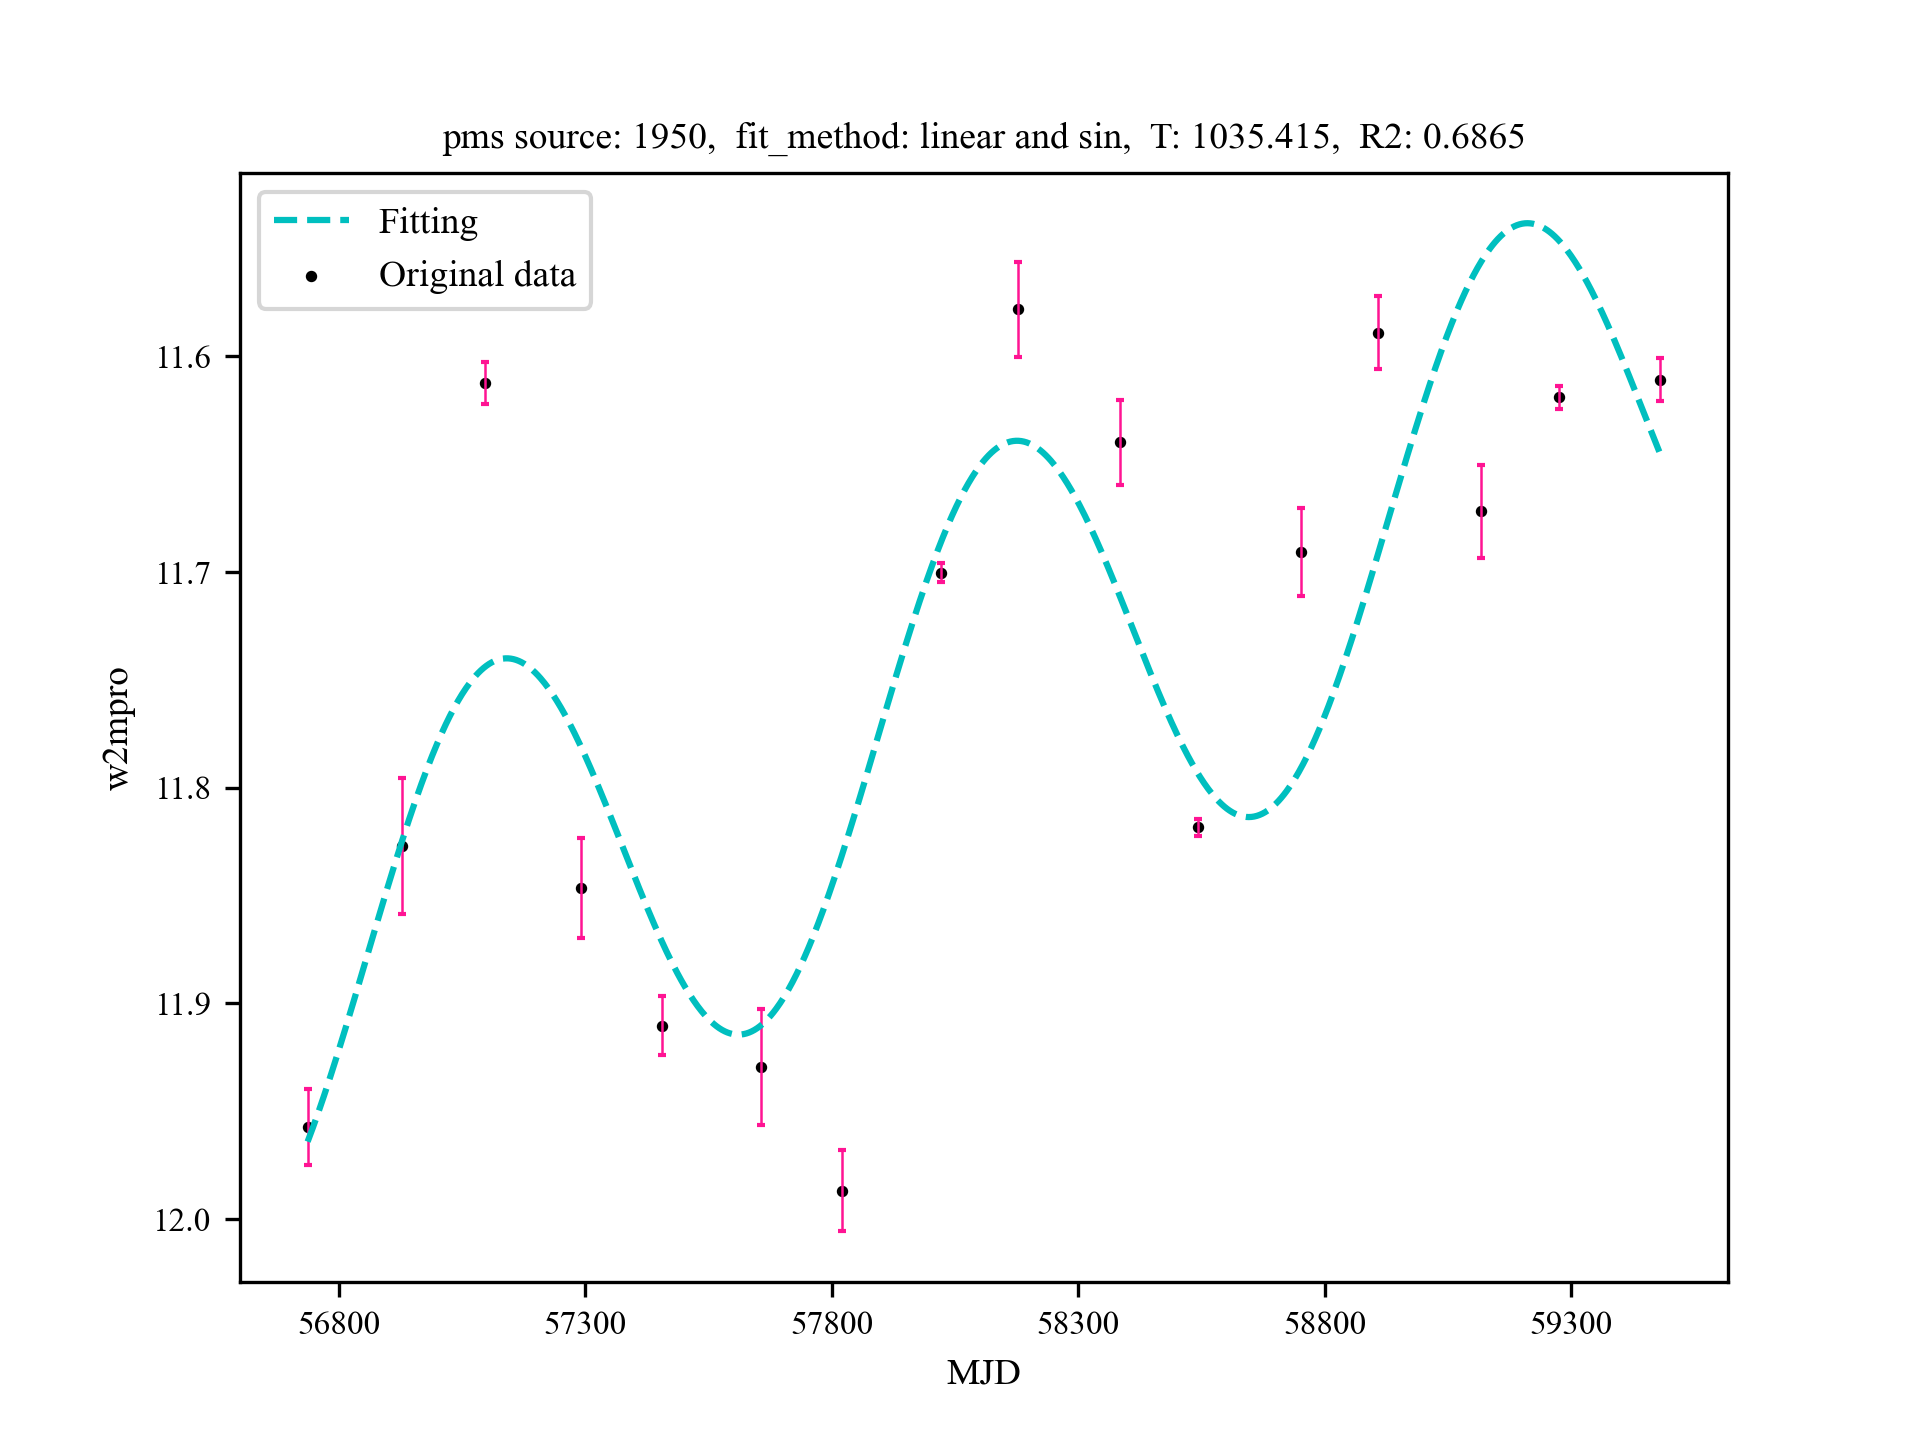 pms source: 1950,  fit_method: linear and sin,  T: 1035.415,  R2: 0.6865
Fitting
Original data
11.6
11.7
11.8
11.9
12.0
w2mpro
56800 57300 57800 58300 58800 59300
MJD